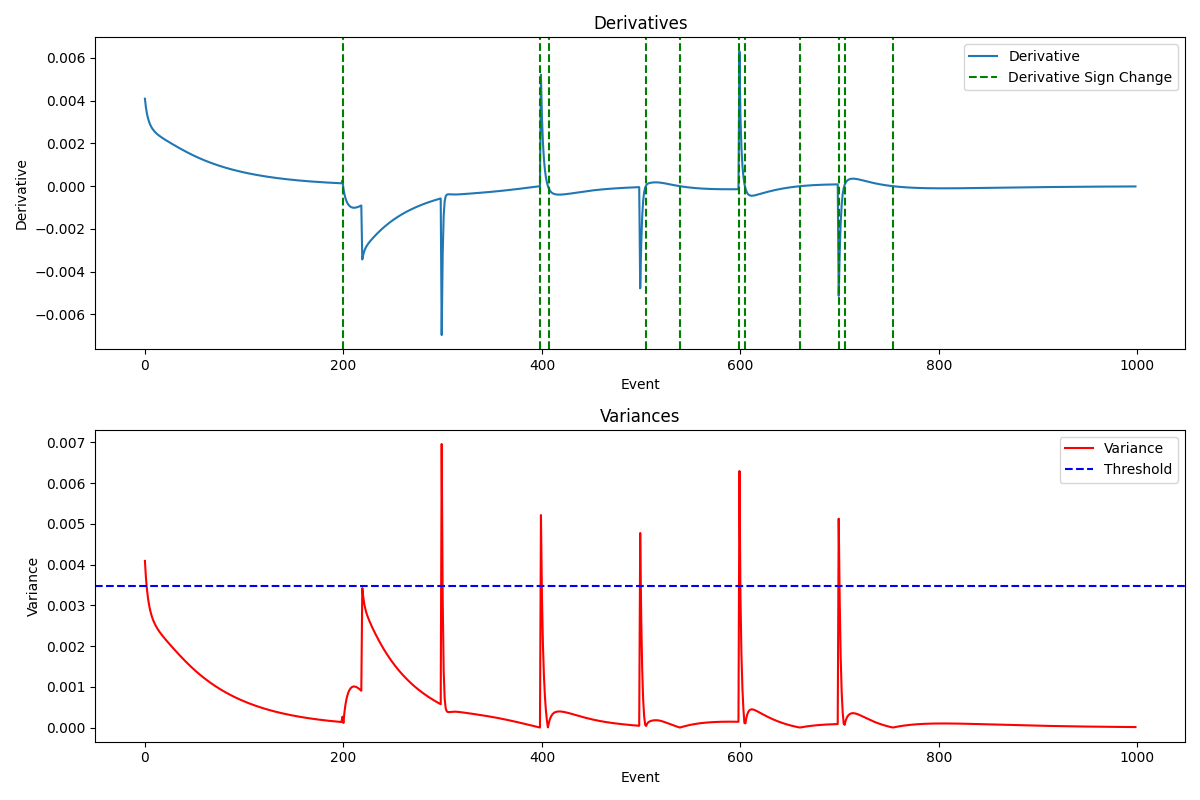 Derivatives
0.006
0.004
0.002
0.000
−0.002
−0.004
−0.006
Derivative
Derivative
Derivative Sign Change
0 200 400 600 800 1000
Event
Variances
0.007
0.006
0.005
0.004
0.003
0.002
0.001
0.000
Variance
Variance
Threshold
0 200 400 600 800 1000
Event